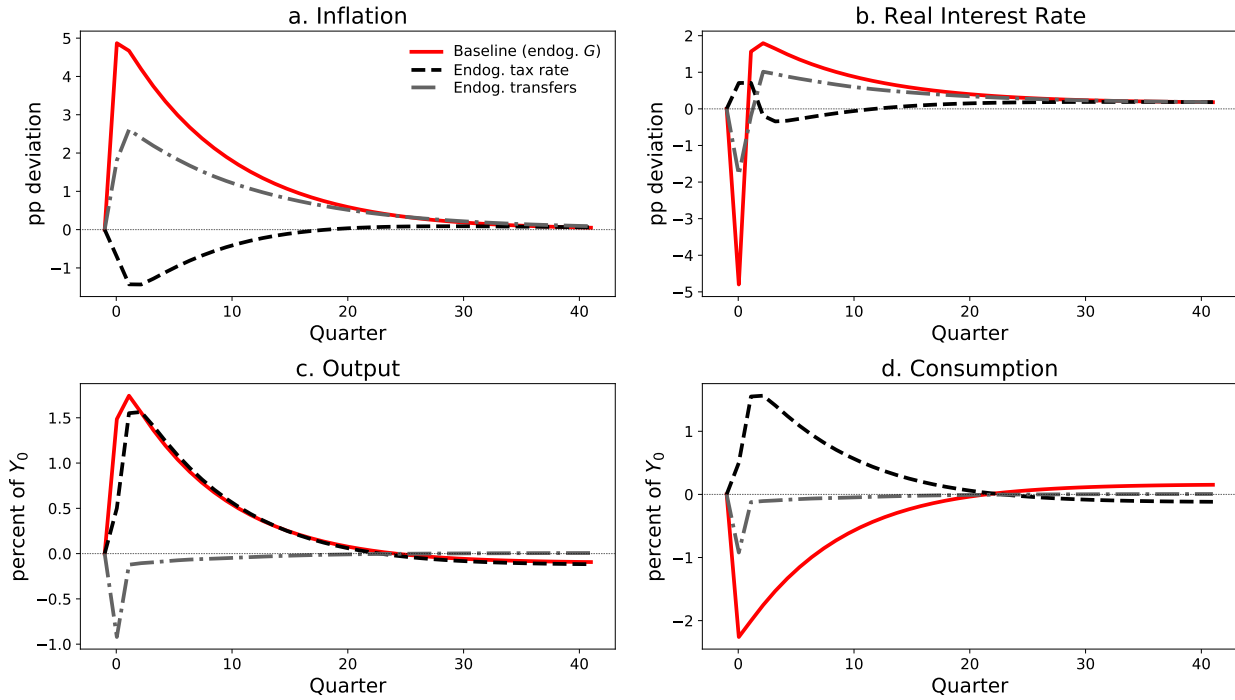 a. Inflation
pp deviation
5
4
3
2
1
0
−1
0 10 20 30 40
Quarter
Baseline (endog. G)
Endog. tax rate
Endog. transfers
b. Real Interest Rate
pp deviation
2
1
0
−1
−2
−3
−4
−5
0 10 20 30 40
Quarter
c. Output
percent of Y₀
1.5
1.0
0.5
0.0
−0.5
−1.0
0 10 20 30 40
Quarter
d. Consumption
percent of Y₀
1
0
−1
−2
0 10 20 30 40
Quarter